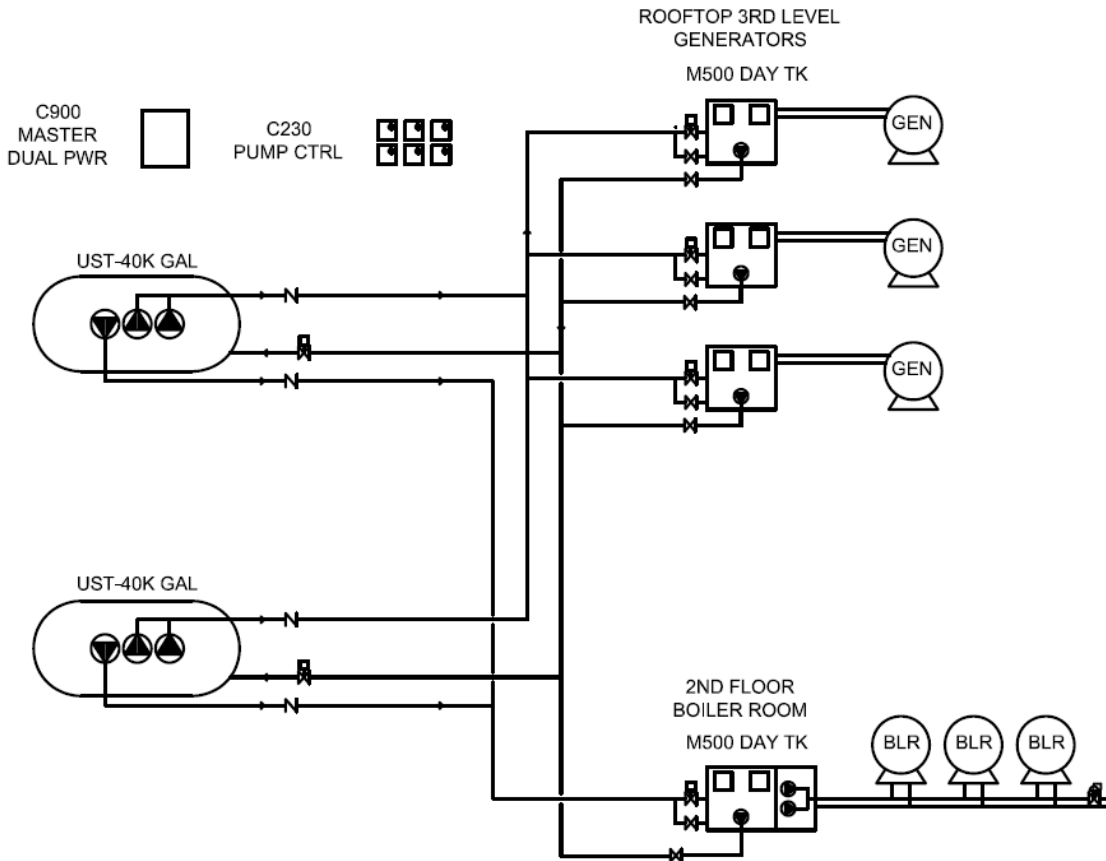 ROOFTOP 3RD LEVEL
GENERATORS
M500 DAY TK
C900
MASTER
DUAL PWR
C230
PUMP CTRL
GEN
UST-40K GAL
GEN
GEN
UST-40K GAL
2ND FLOOR
BOILER ROOM
M500 DAY TK
BLR
BLR
BLR